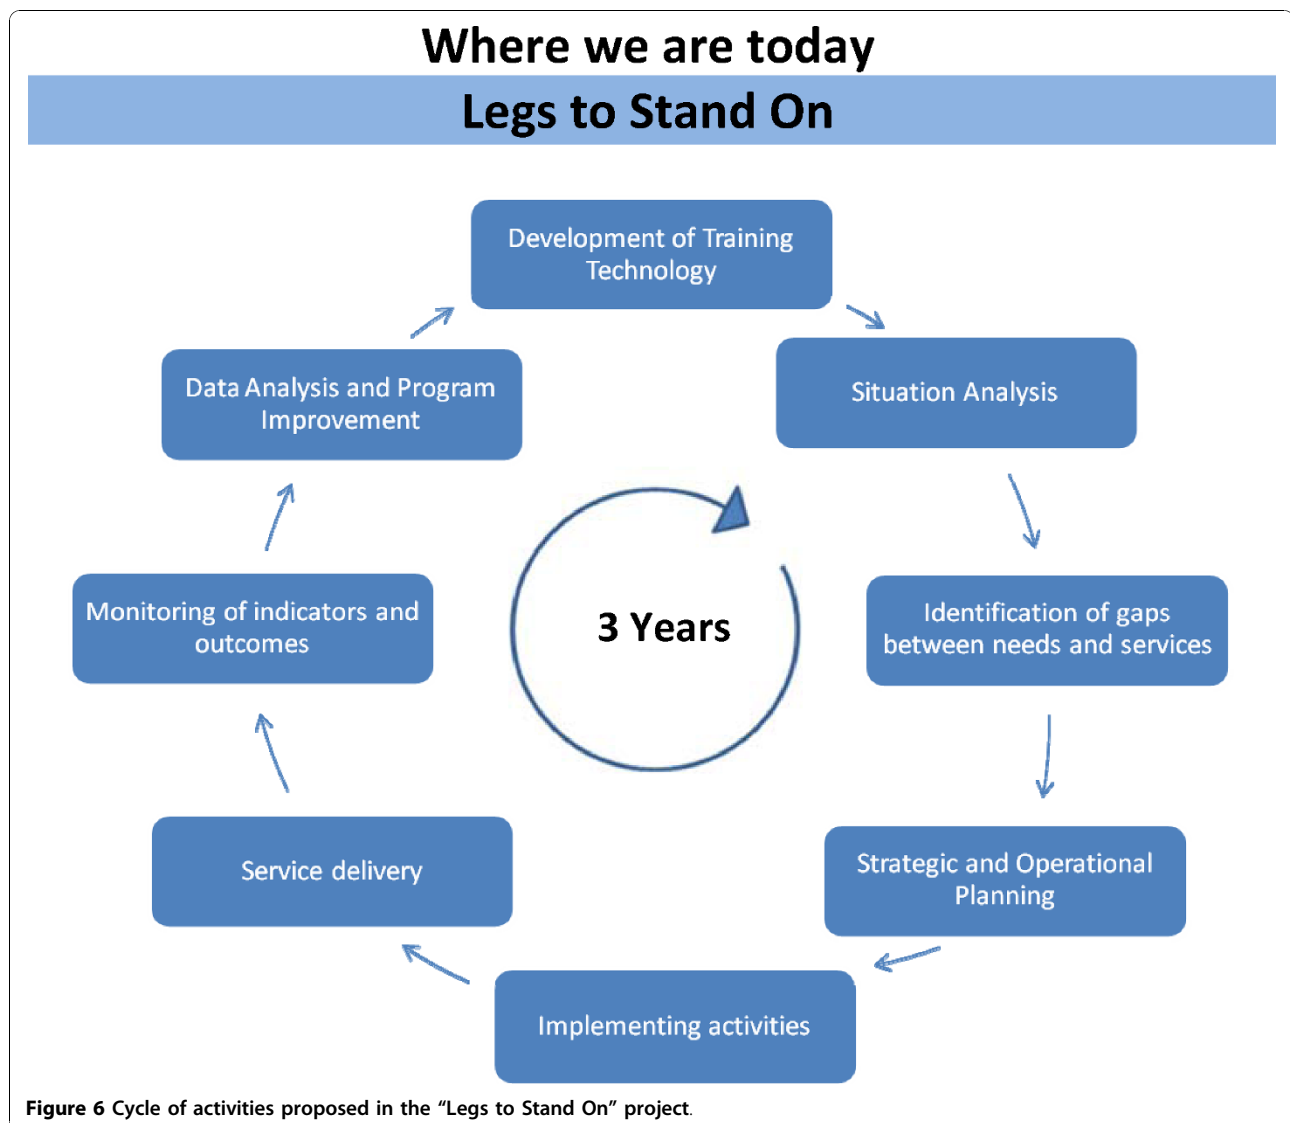 Where we are today
Legs to Stand On
Development of Training
Technology
Situation Analysis
Identification of gaps
between needs and services
Strategic and Operational
Planning
Implementing activities
Service delivery
Monitoring of indicators and
outcomes
Data Analysis and Program
Improvement
3 Years
Figure 6 Cycle of activities proposed in the “Legs to Stand On” project.